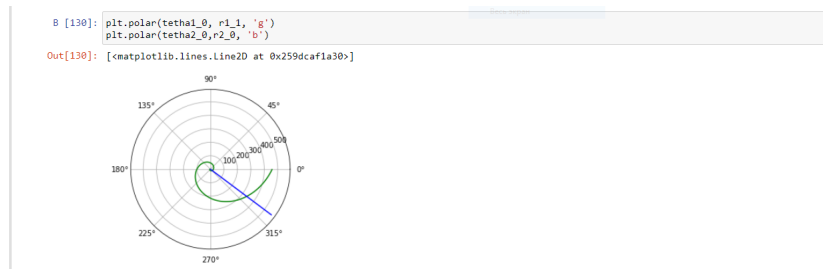 B [130]: plt.polar(tetha1_0, r1_1, 'g')
plt.polar(tetha2_0,r2_0, 'b')
Out[130]: [<matplotlib.lines.Line2D at 0x259dcaf1a30>]
90°
135° 45°
100 200 300 400 500
180° 0°
225° 315°
270°